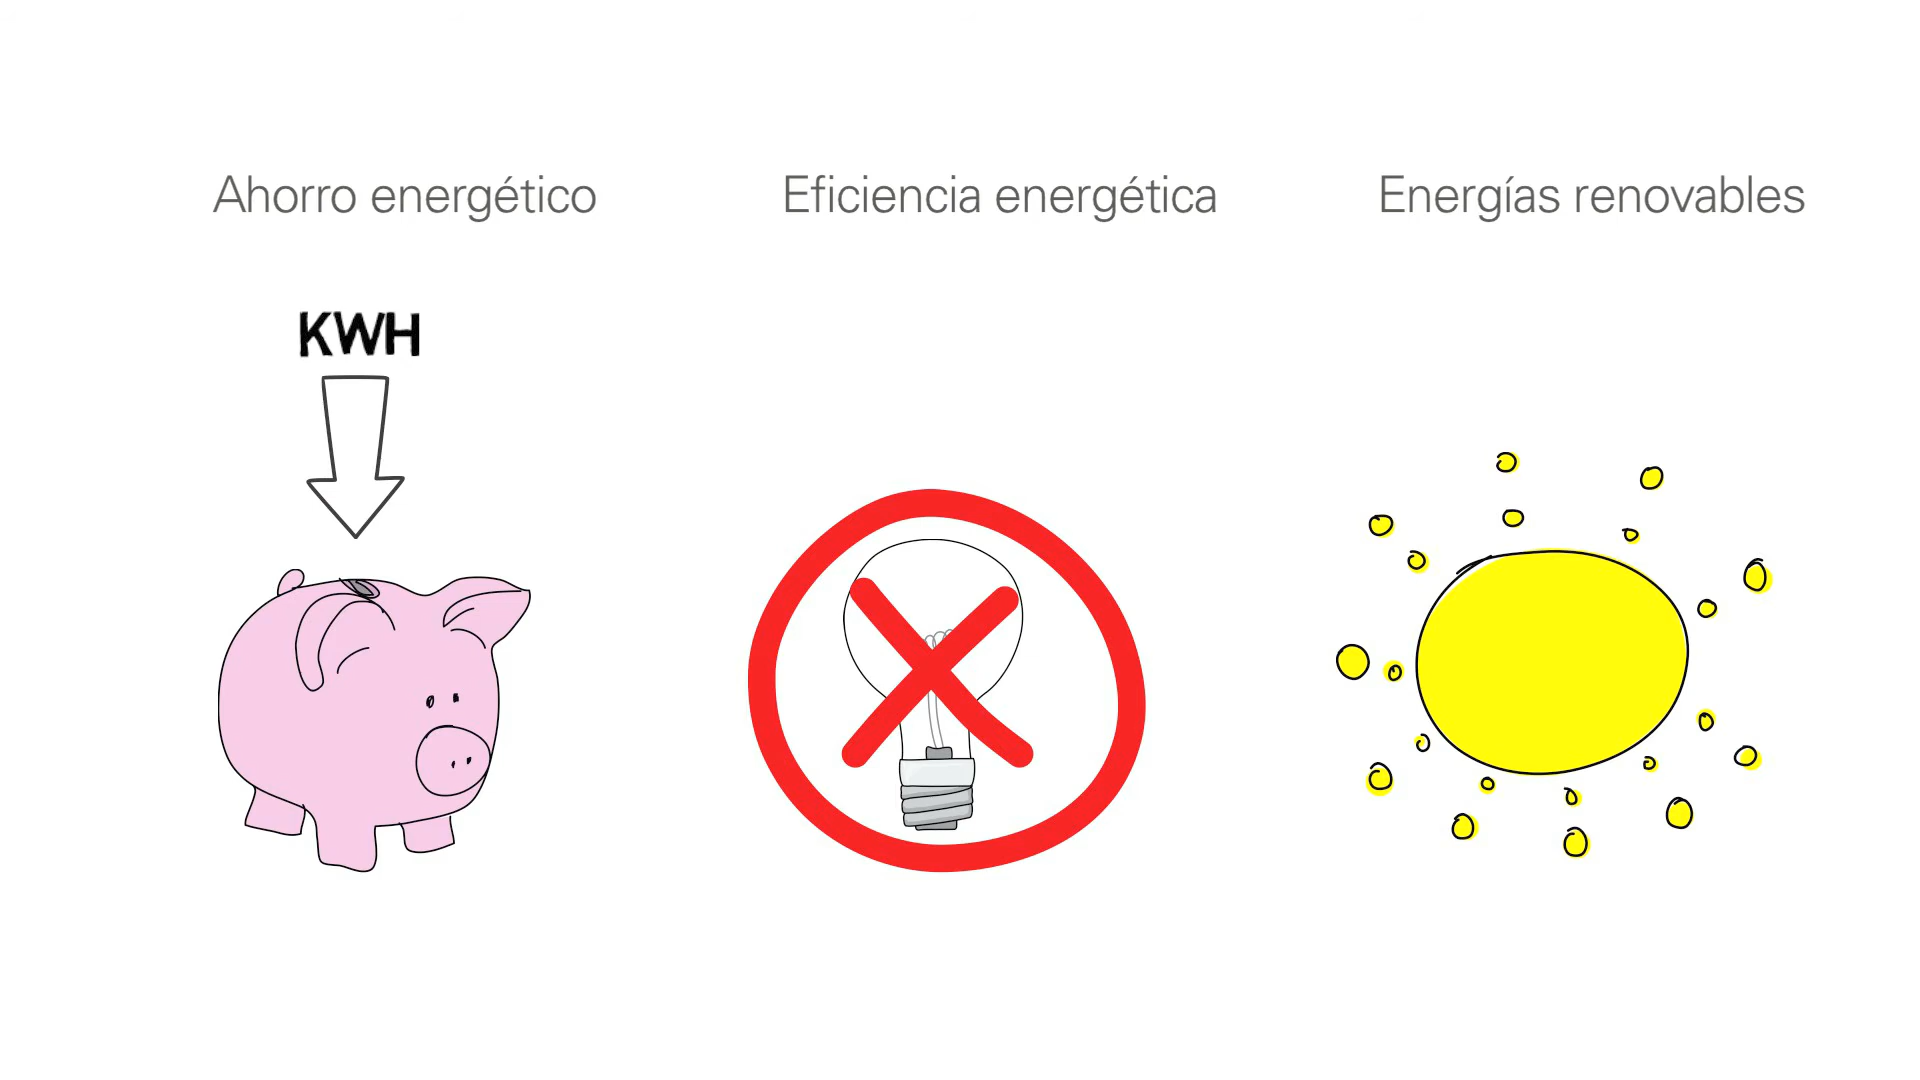 Ahorro energético
Eficiencia energética
Energías renovables
KWH